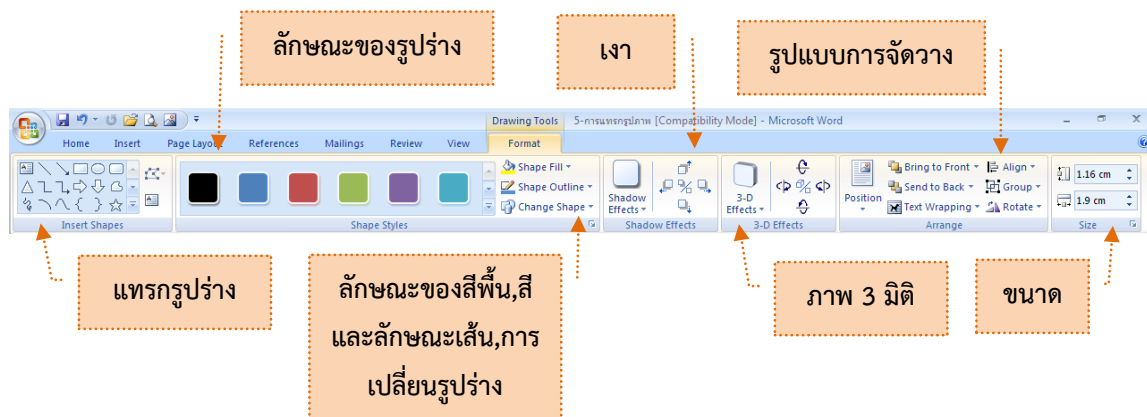 ลักษณะของรูปร่าง
เงา
รูปแบบการจัดวาง
Drawing Tools 5-การแทรกรูปภาพ [Compatibility Mode] - Microsoft Word
Home Insert Page Layout References Mailings Review View Format
Shape Fill
Shape Outline
Change Shape
Shadow Effects
3-D Effects
Position
Bring to Front Align
Send to Back Group
Text Wrapping Rotate
1.16 cm
1.9 cm
Insert Shapes Shape Styles Shadow Effects 3-D Effects Arrange Size
แทรกรูปร่าง
ลักษณะของสีพื้น,สี
และลักษณะเส้น,การ
เปลี่ยนรูปร่าง
ภาพ 3 มิติ
ขนาด